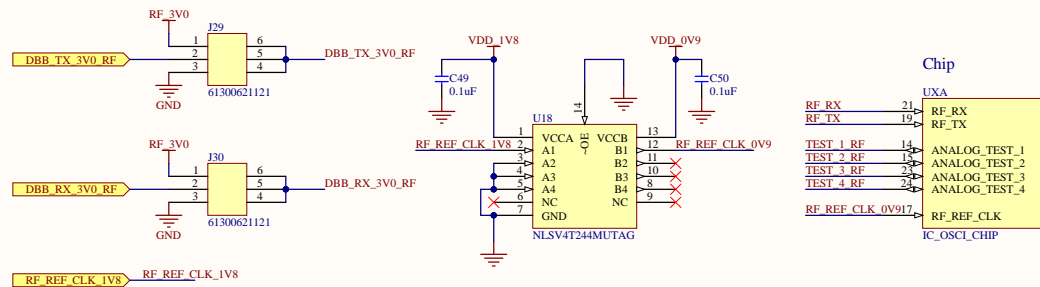 RF_3V0
J29
DBB_TX_3V0_RF
1
2
3
6
5
4
DBB_TX_3V0_RF
GND
61300621121
RF_3V0
J30
DBB_RX_3V0_RF
1
2
3
6
5
4
DBB_RX_3V0_RF
GND
61300621121
RF_REF_CLK_1V8
RF_REF_CLK_1V8
VDD_1V8
VDD_0V9
C49
0.1uF
C50
0.1uF
14
U18
~OE
1
VCCA
VCCB
13
RF_REF_CLK_1V8
2
A1
B1
12
RF_REF_CLK_0V9
3
A2
B2
11
4
A3
B3
10
5
A4
B4
8
6
NC
NC
9
7
GND
NLSV4T244MUTAG
Chip
UXA
RF_RX
21
RF_RX
RF_TX
19
RF_TX
TEST_1_RF
14
ANALOG_TEST_1
TEST_2_RF
15
ANALOG_TEST_2
TEST_3_RF
23
ANALOG_TEST_3
TEST_4_RF
24
ANALOG_TEST_4
RF_REF_CLK_0V9
17
RF_REF_CLK
IC_OSCI_CHIP